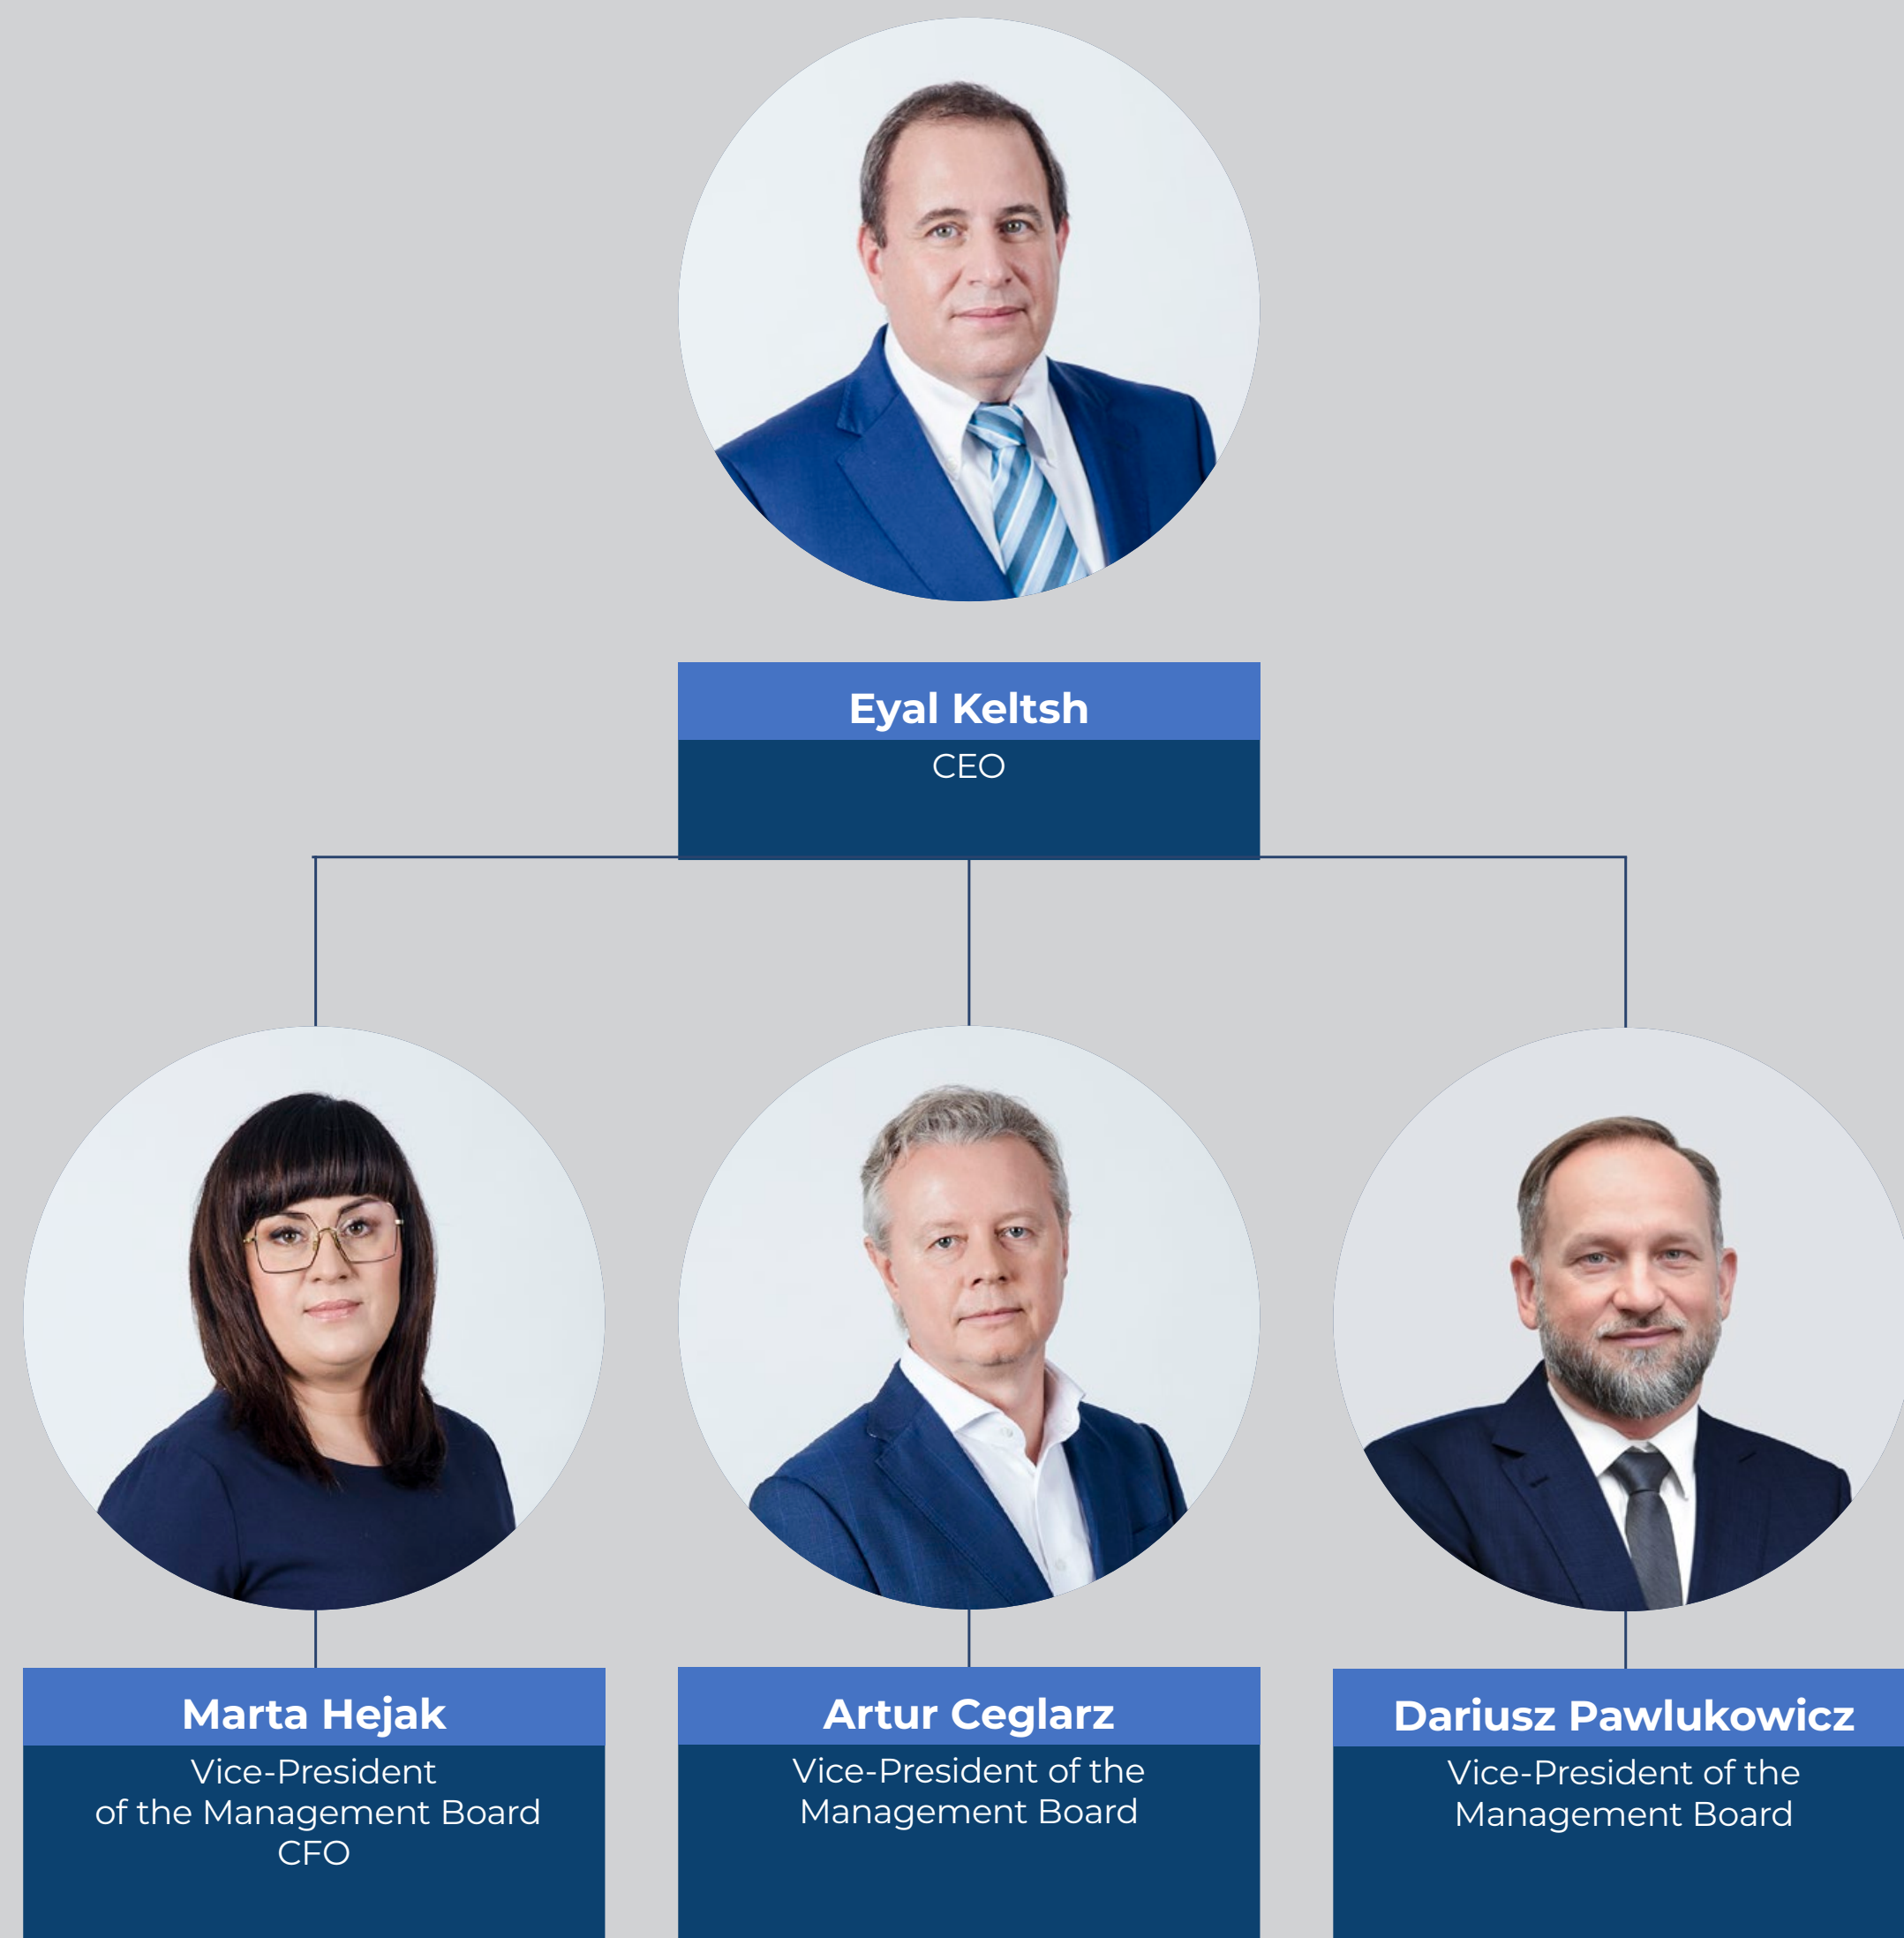 Eyal Keltsh
CEO
Marta Hejak
Vice-President
of the Management Board
CFO
Artur Ceglarz
Vice-President of the
Management Board
Dariusz Pawlukowicz
Vice-President of the
Management Board